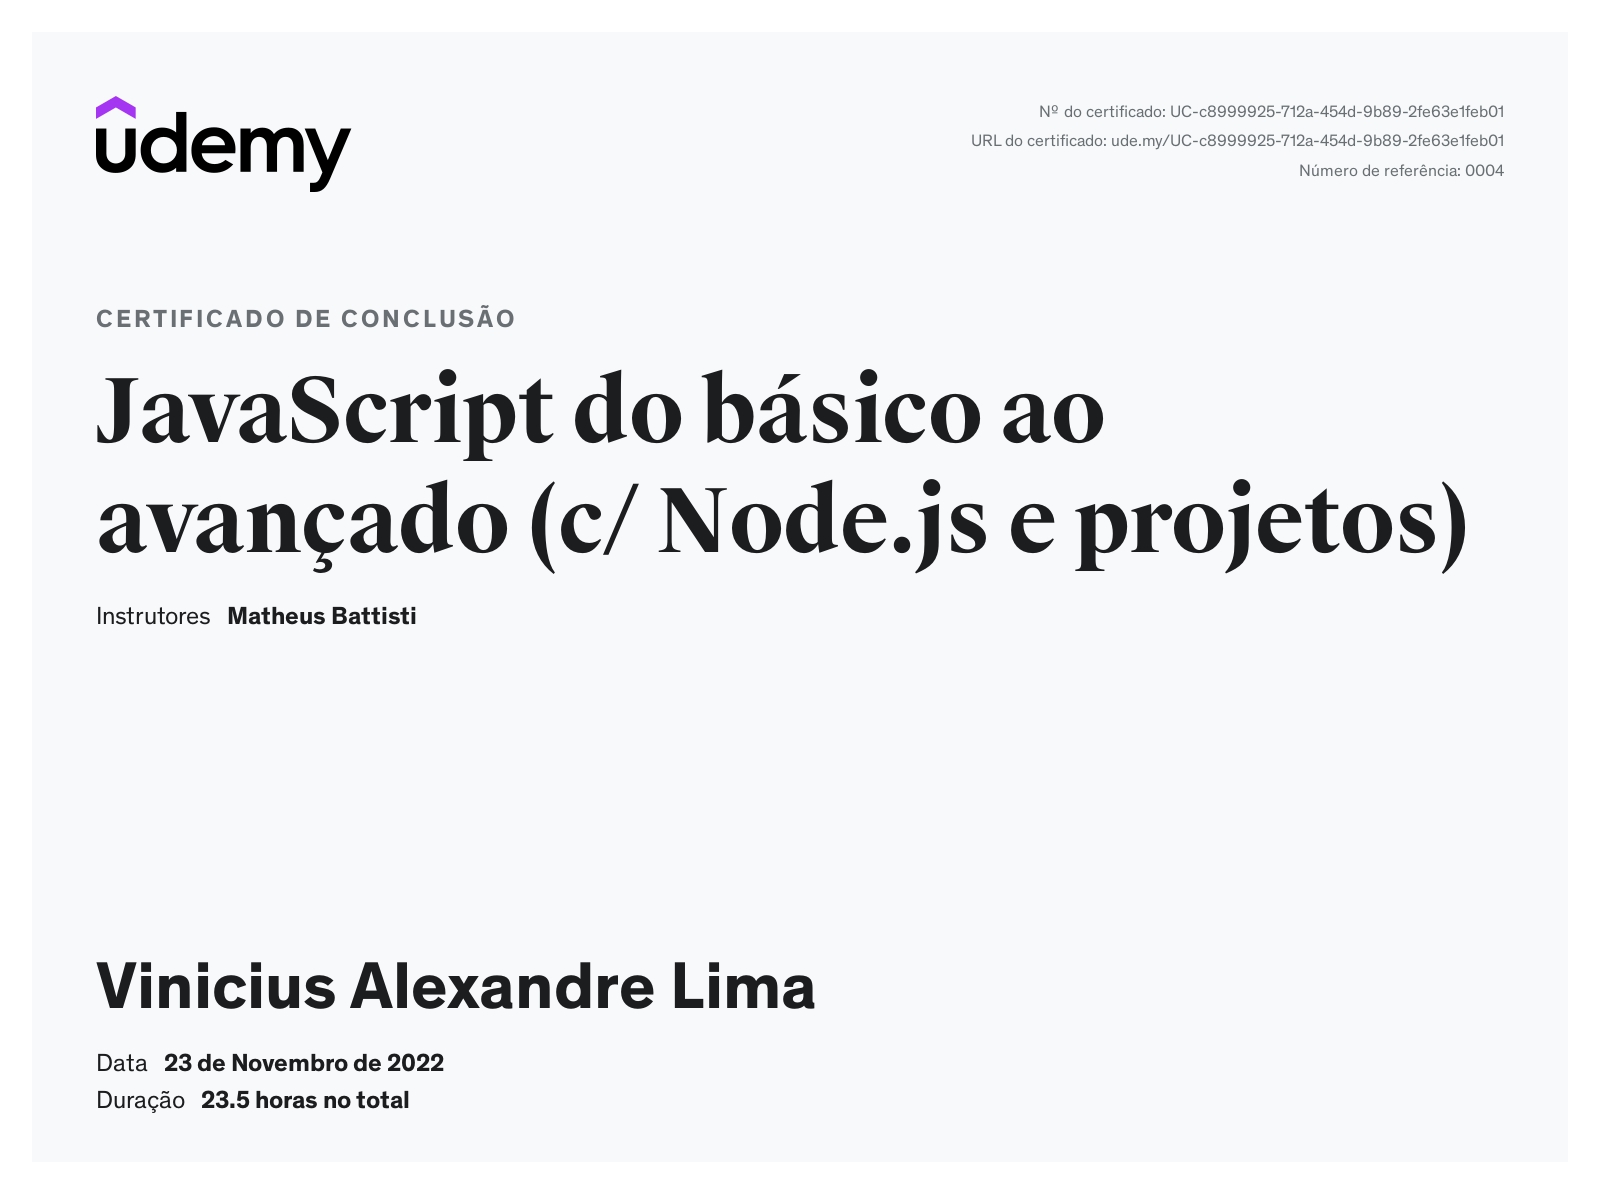 udemy
Nº do certificado: UC-c8999925-712a-454d-9b89-2fe63e1feb01
URL do certificado: ude.my/UC-c8999925-712a-454d-9b89-2fe63e1feb01
Número de referência: 0004
CERTIFICADO DE CONCLUSÃO
JavaScript do básico ao
avançado (c/ Node.js e projetos)
Instrutores Matheus Battisti
Vinicius Alexandre Lima
Data 23 de Novembro de 2022
Duração 23.5 horas no total